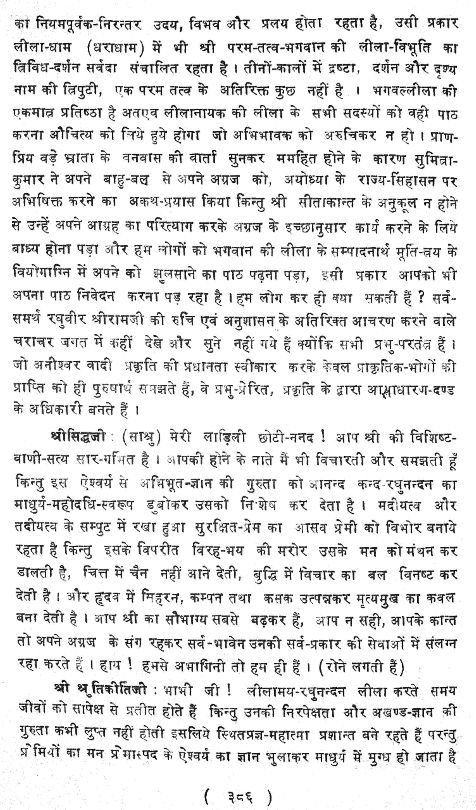 का नियमपूर्वक-निरन्तर उदय, विभव और प्रलय होता रहता है, उसी प्रकार
लीला-धाम (धराधाम) में भी श्री परम-तत्व-भगवान की लीला-विभूति का
त्रिविध-दर्शन सर्वदा संचालित रहता है । तीनों-कालों में द्रष्टा, दर्शन और दृश्य
नाम की त्रिपुटी, एक परम तत्व के अतिरिक्त कुछ नहीं है । भगवल्लीला की
एकमात्र प्रतिष्ठा है अतएव लीलानायक की लीला के सभी सदस्यों को वही पाठ
करना औचित्य को लिये हुये होगा जो अभिभावक को अरुचिकर न हो । प्राण-
प्रिय बड़े भ्राता के वनवास की वार्ता सुनकर मर्माहत होने के कारण सुमित्रा-
कुमार ने अपने बाहु-बल से अपने अग्रज को, अयोध्या के राज्य-सिंहासन पर
अभिषिक्त करने का अकथ-प्रयास किया किन्तु श्री सीताकान्त के अनुकूल न होने
से उन्हें अपने आग्रह का परित्याग करके अग्रज के इच्छानुसार कार्य करने के लिये
बाध्य होना पड़ा और हम लोगों को भगवान की लीला के सम्पादनार्थ मूर्ति-त्रय के
वियोगाग्नि में अपने को झुलसाने का पाठ पढ़ना पड़ा, इसी प्रकार आपको भी
अपना पाठ निवेदन करना पड़ रहा है । हम लोग कर ही क्या सकती हैं ? सर्व-
समर्थ रघुवीर श्रीरामजी की रुचि एवं अनुशासन के अतिरिक्त आचरण करने वाले
चराचर जगत में कहीं देखे और सुने नहीं गये हैं क्योंकि सभी प्रभु-परतंत्र हैं ।
जो अनीश्वर वादी प्रकृति की प्रधानता स्वीकार करके केवल प्राकृतिक-भोगों की
प्राप्ति को ही पुरुषार्थ समझते हैं, वे प्रभु-प्रेरित, प्रकृति के द्वारा असाधारण-दण्ड
के अधिकारी बनते हैं ।
श्रीसिद्धजी : (साश्रु) मेरी लाड़िली छोटी-ननद ! आप श्री की विशिष्ट-
वाणी-सत्य सार-गर्भित है । आपकी होने के नाते मैं भी विचारती और समझती हूँ
किन्तु इस ऐश्वर्य से अभिभूत-ज्ञान की गुरुता को आनन्द कन्द-रघुनन्दन का
माधुर्य-महोदधि-स्वरूप डुबोकर उसको निःशेष कर देता है । मदीयत्व और
तदीयत्व के सम्पुट में रखा हुआ सुरक्षित-प्रेम का आसव प्रेमी को विभोर बनाये
रहता है किन्तु इसके विपरीत विरह-भय की मरोर उसके मन को मंथन कर
डालती है, चित्त में चैन नहीं आने देती, बुद्धि में विचार का बल विनष्ट कर
देती है । और हृदय में सिहरन, कम्पन तथा कसक उत्पन्नकर मृत्यमुख का कवल
बना देती है । आप श्री का सौभाग्य सबसे बढ़कर है, आप न सही, आपके कान्त
तो अपने अग्रज के संग रहकर सर्व-भावेन उनकी सर्व-प्रकार की सेवाओं में संलग्न
रहा करते हैं । हाय ! हमसे अभागिनी तो हम ही हैं । (रोने लगती हैं)
श्री श्रुतिकीर्तिजी : भाभी जी ! लीलामय-रघुनन्दन लीला करते समय
जीवों को सापेक्ष से प्रतीत होते हैं किन्तु उनकी निरपेक्षता और अखण्ड-ज्ञान की
गुरुता कभी लुप्त नहीं होती इसलिये स्थितप्रज्ञ-महात्मा प्रशान्त बने रहते हैं परन्तु
प्रेमियों का मन प्रेमास्पद के ऐश्वर्य का ज्ञान भुलाकर माधुर्य में मुग्ध हो जाता है
( ३८६ )